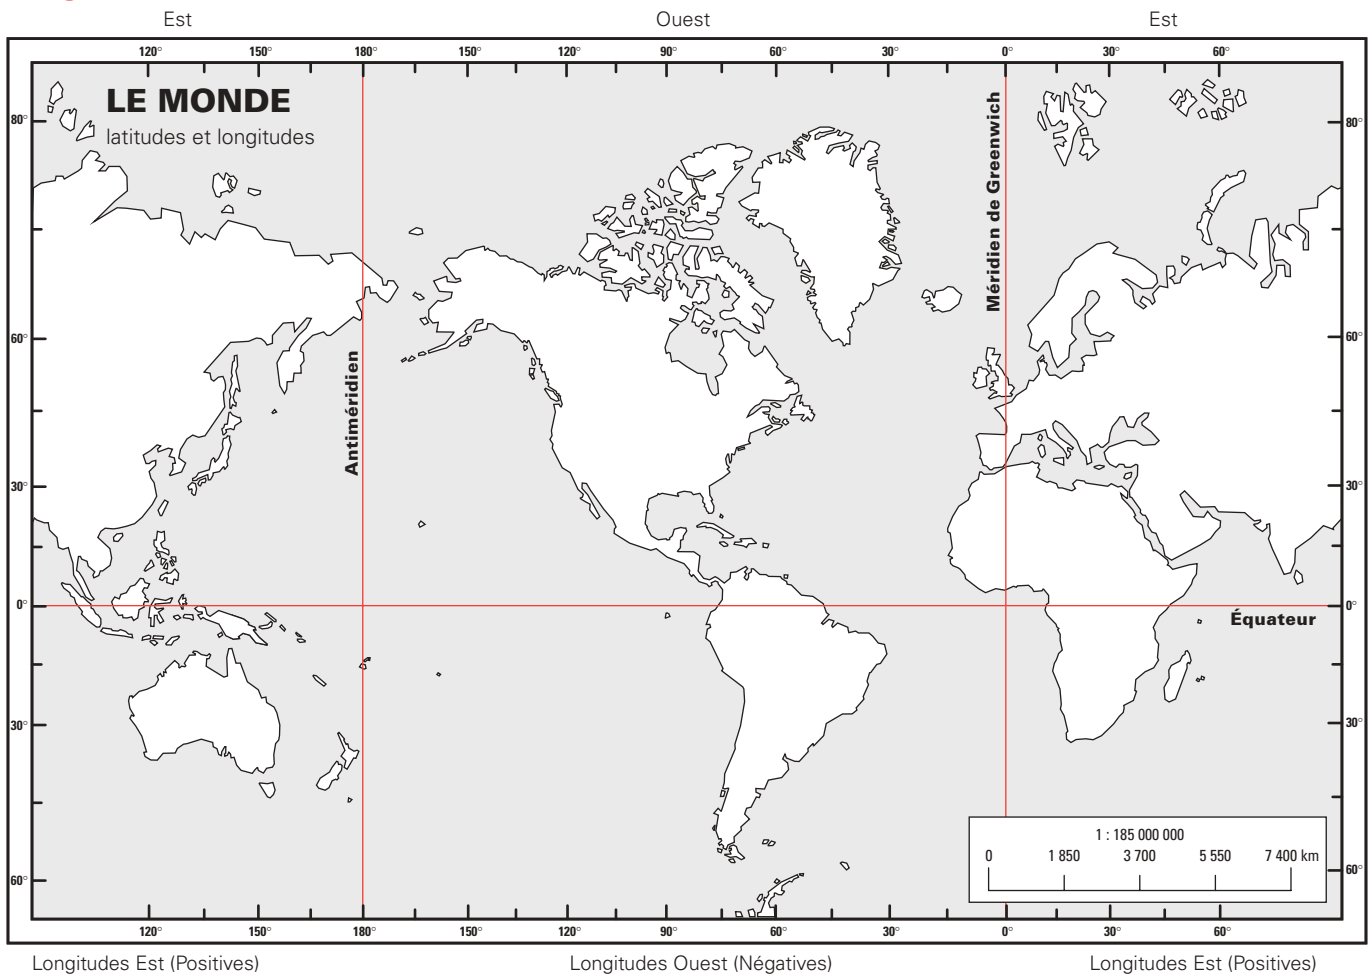 Est Ouest Est
120° 150° 180° 150° 120° 90° 60° 30° 0° 30° 60°
LE MONDE
latitudes et longitudes
80° 80°
Méridien de Greenwich
60° 60°
Antiméridien
30° 30°
0° 0°
Équateur
30° 30°
1 : 185 000 000
0 1 850 3 700 5 550 7 400 km
60° 60°
120° 150° 180° 150° 120° 90° 60° 30° 0° 30° 60°
Longitudes Est (Positives) Longitudes Ouest (Négatives) Longitudes Est (Positives)